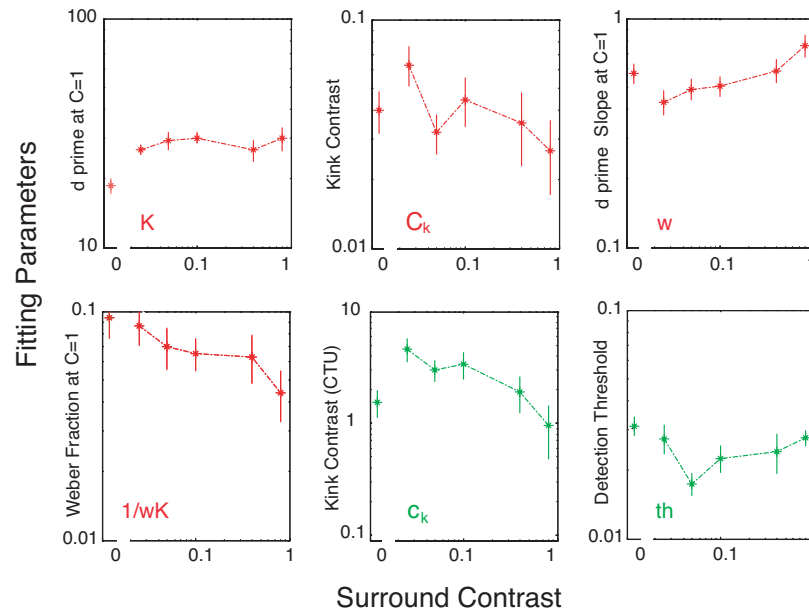 Fitting Parameters
d prime at C=1
100
10
K
0
0.1
1
Kink Contrast
0.1
0.01
Ck
0
0.1
1
d prime Slope at C=1
1
0.1
w
0
0.1
Weber Fraction at C=1
0.1
0.01
1/wK
0
0.1
1
Kink Contrast (CTU)
10
1
0.1
ck
0
0.1
1
Detection Threshold
0.1
0.01
th
0
0.1
Surround Contrast